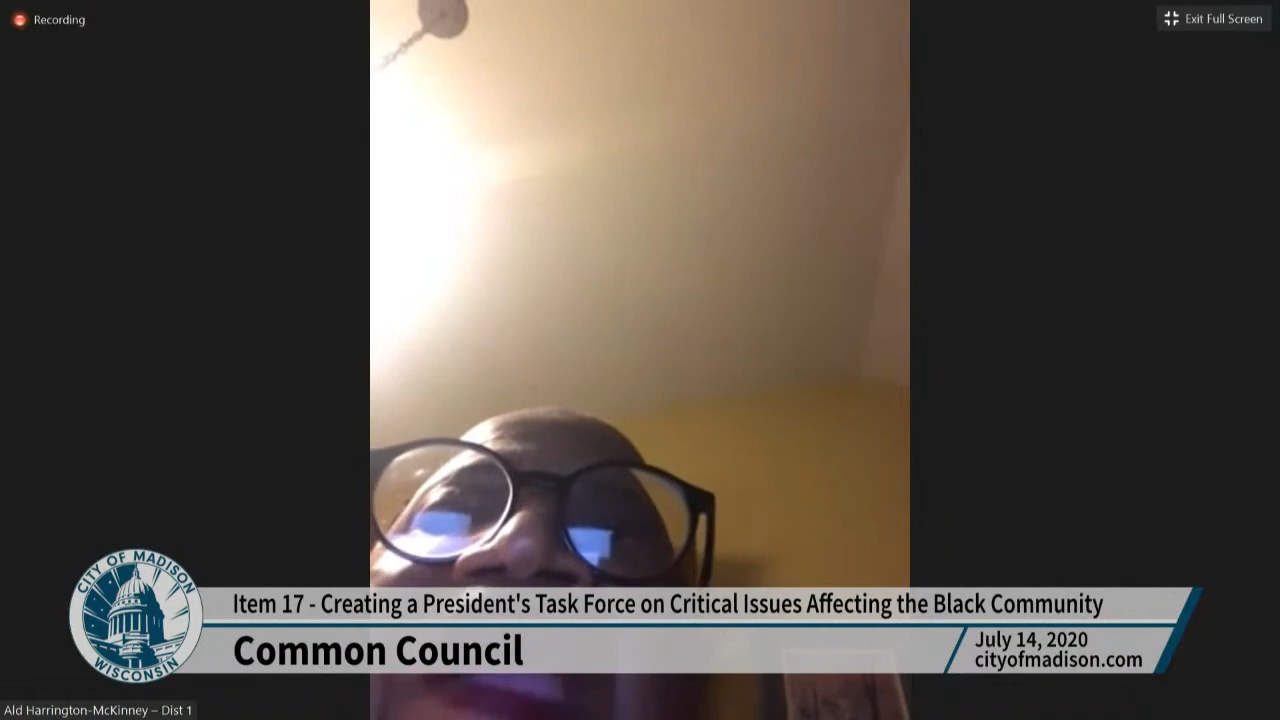 Recording
Exit Full Screen
CITY OF MADISON
WISCONSIN
Item 17 - Creating a President's Task Force on Critical Issues Affecting the Black Community
Common Council
July 14, 2020
cityofmadison.com
Ald Harrington-McKinney – Dist 1